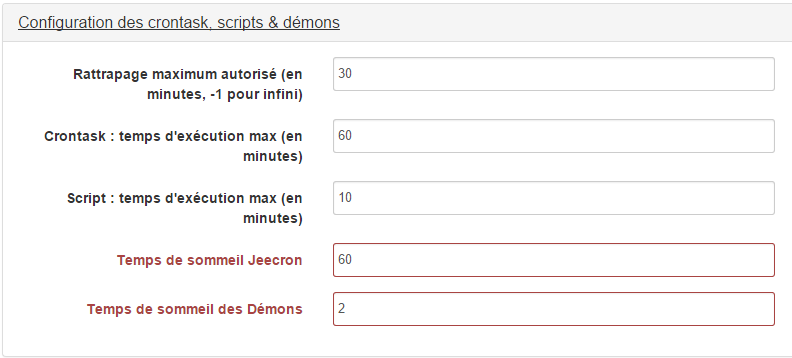 Configuration des crontask, scripts & démons
Rattrapage maximum autorisé (en
minutes, -1 pour infini)
30
Crontask : temps d'exécution max (en
minutes)
60
Script : temps d'exécution max (en
minutes)
10
Temps de sommeil Jeecron
60
Temps de sommeil des Démons
2